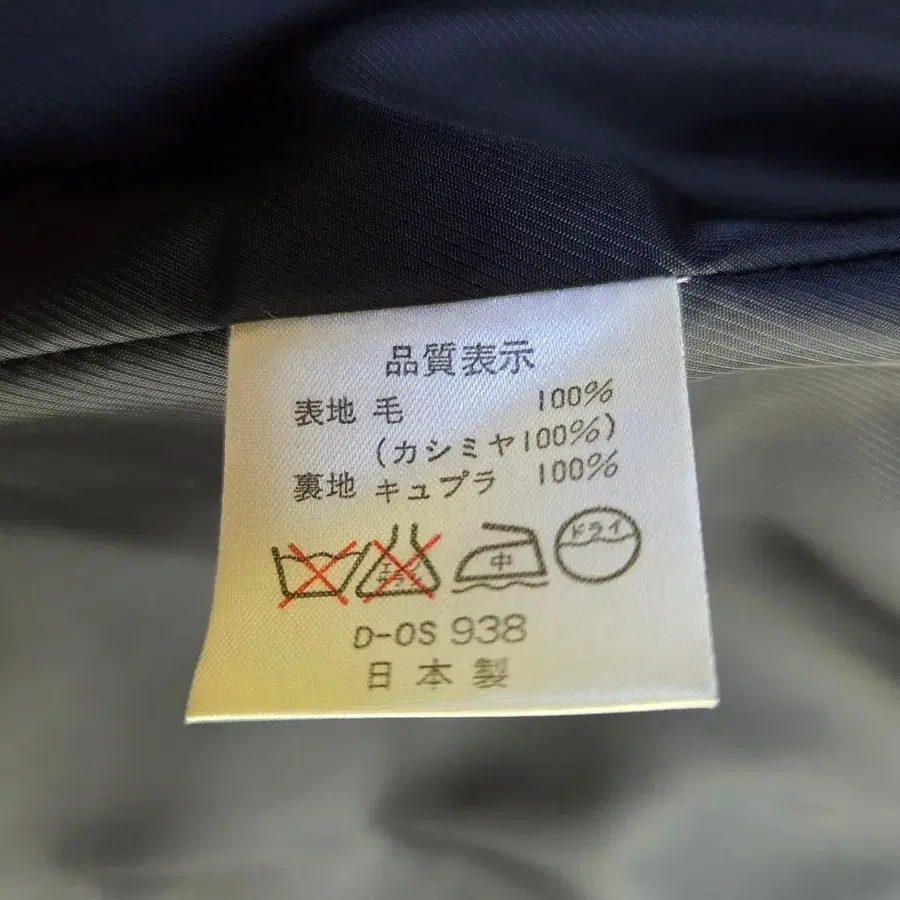 品質表示
表地 毛 100%
(カシミヤ100%)
裏地 キュプラ 100%
中 ドライ
D-OS 938
日本製